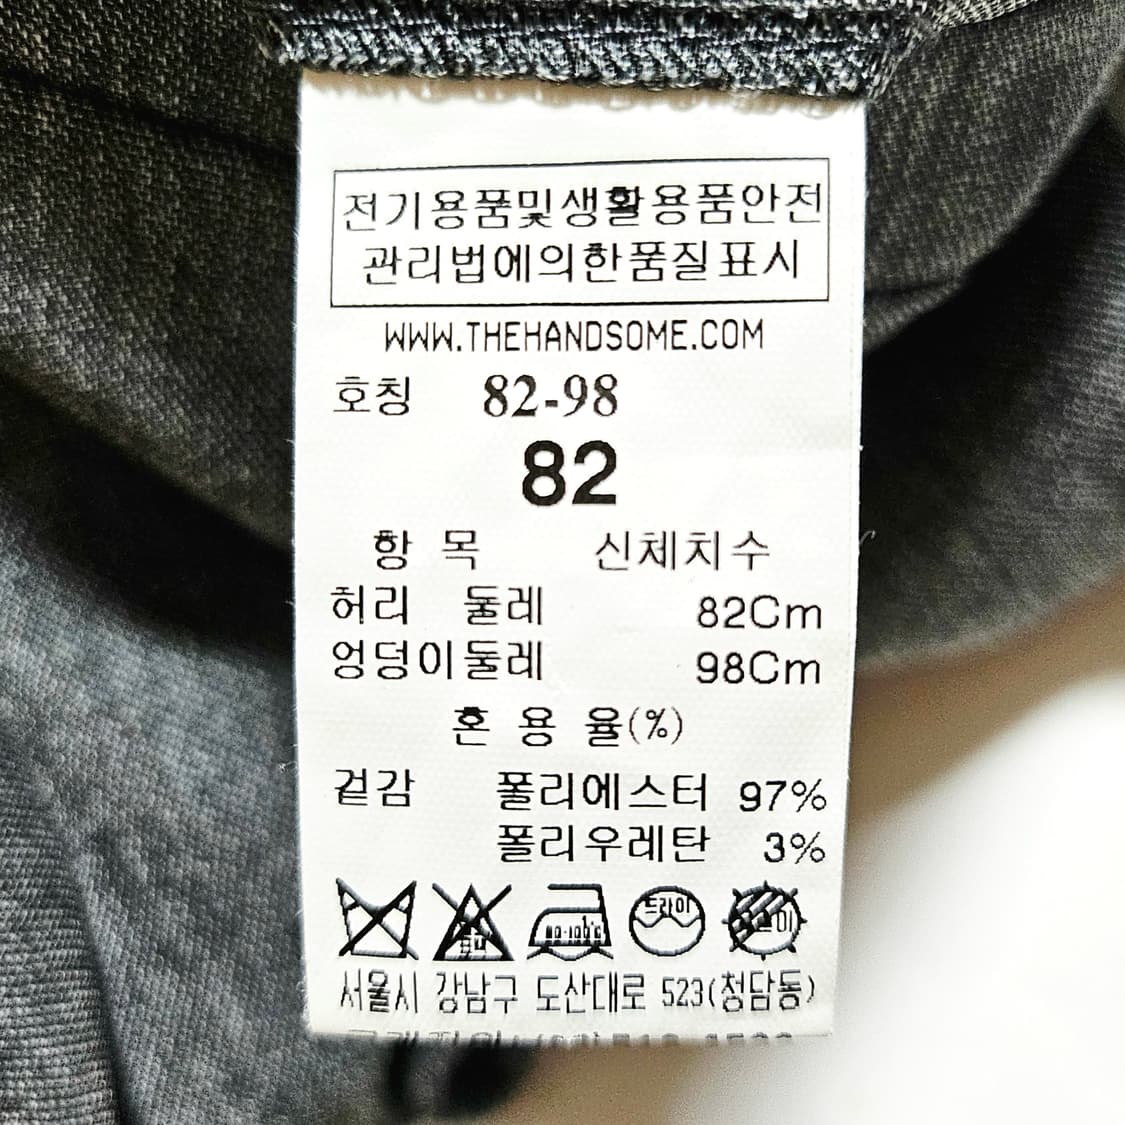 전기용품및생활용품안전
관리법에의한품질표시
WWW.THEHANDSOME.COM
호칭 82-98
82
항 목 신체치수
허리 둘레 82Cm
엉덩이둘레 98Cm
혼 용 율(%)
겉감 폴리에스터 97%
폴리우레탄 3%
드라이
서울시 강남구 도산대로 523(청담동)